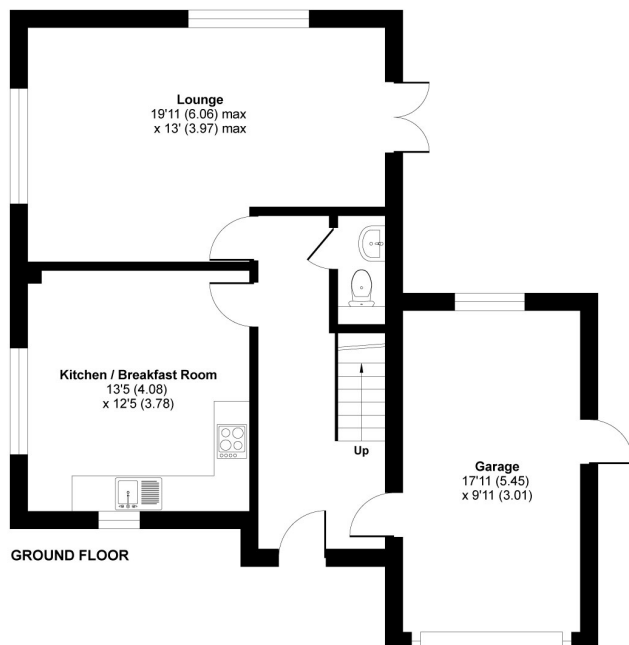 Lounge
19'11 (6.06) max
x 13' (3.97) max
Kitchen / Breakfast Room
13'5 (4.08)
x 12'5 (3.78)
Up
Garage
17'11 (5.45)
x 9'11 (3.01)
GROUND FLOOR